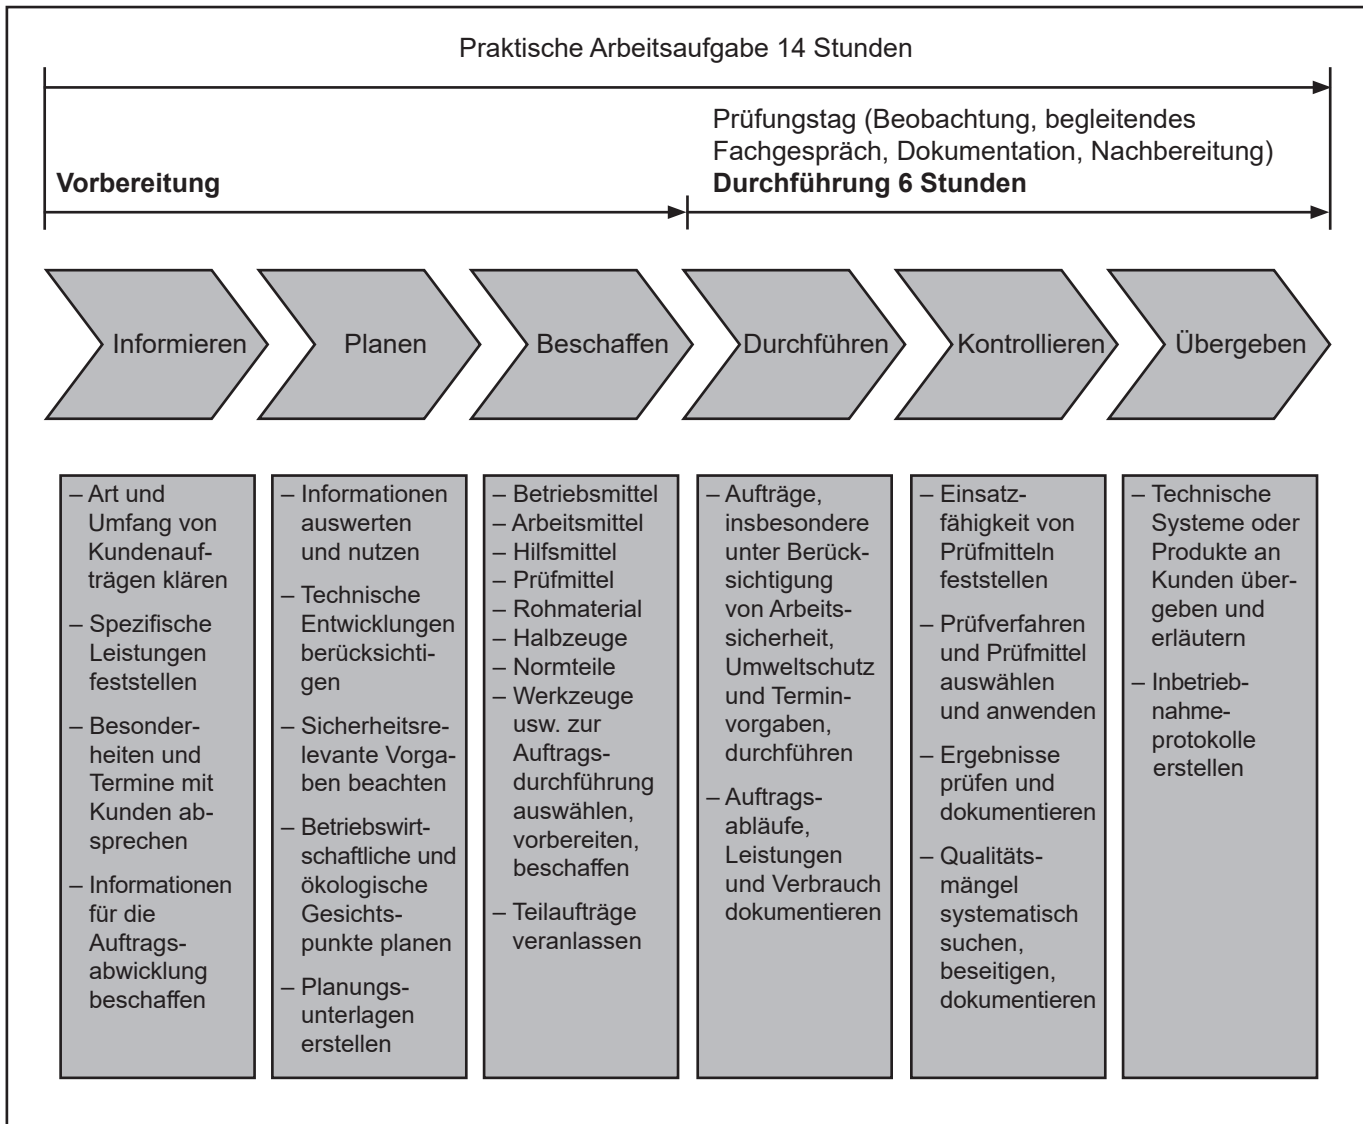 Praktische Arbeitsaufgabe 14 Stunden
Prüfungstag (Beobachtung, begleitendes
Fachgespräch, Dokumentation, Nachbereitung)
Vorbereitung
Durchführung 6 Stunden
Informieren
Planen
Beschaffen
Durchführen
Kontrollieren
Übergeben
– Art und
Umfang von
Kundenauf-
trägen klären
– Spezifische
Leistungen
feststellen
– Besonder-
heiten und
Termine mit
Kunden ab-
sprechen
– Informationen
für die
Auftrags-
abwicklung
beschaffen
– Informationen
auswerten
und nutzen
– Technische
Entwicklungen
berücksichti-
gen
– Sicherheitsre-
levante Vorga-
ben beachten
– Betriebswirt-
schaftliche und
ökologische
Gesichts-
punkte planen
– Planungs-
unterlagen
erstellen
– Betriebsmittel
– Arbeitsmittel
– Hilfsmittel
– Prüfmittel
– Rohmaterial
– Halbzeuge
– Normteile
– Werkzeuge
usw. zur
Auftrags-
durchführung
auswählen,
vorbereiten,
beschaffen
– Teilaufträge
veranlassen
– Aufträge,
insbesondere
unter Berück-
sichtigung
von Arbeits-
sicherheit,
Umweltschutz
und Termin-
vorgaben,
durchführen
– Auftrags-
abläufe,
Leistungen
und Verbrauch
dokumentieren
– Einsatz-
fähigkeit von
Prüfmitteln
feststellen
– Prüfverfahren
und Prüfmittel
auswählen
und anwenden
– Ergebnisse
prüfen und
dokumentieren
– Qualitäts-
mängel
systematisch
suchen,
beseitigen,
dokumentieren
– Technische
Systeme oder
Produkte an
Kunden über-
geben und
erläutern
– Inbetrieb-
nahme-
protokolle
erstellen